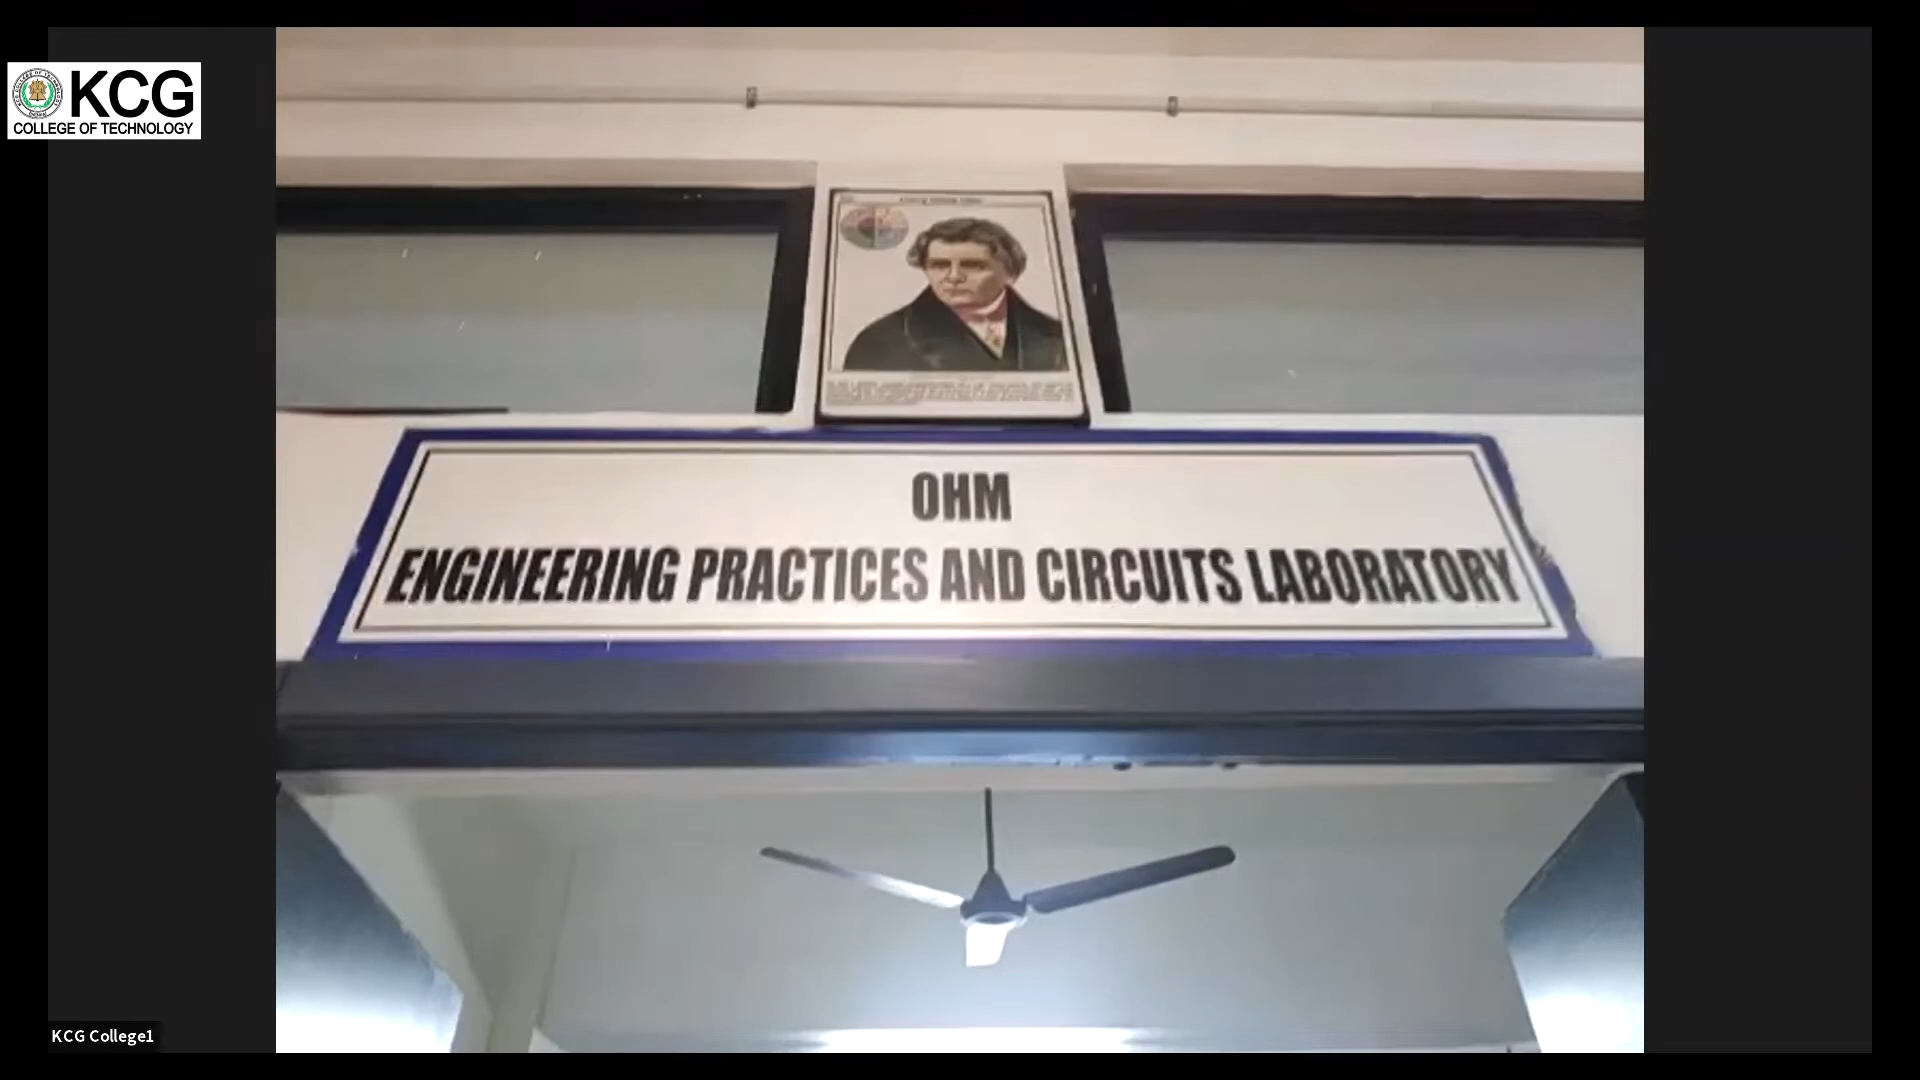 KCG
COLLEGE OF TECHNOLOGY
OHM
ENGINEERING PRACTICES AND CIRCUITS LABORATORY
KCG College1